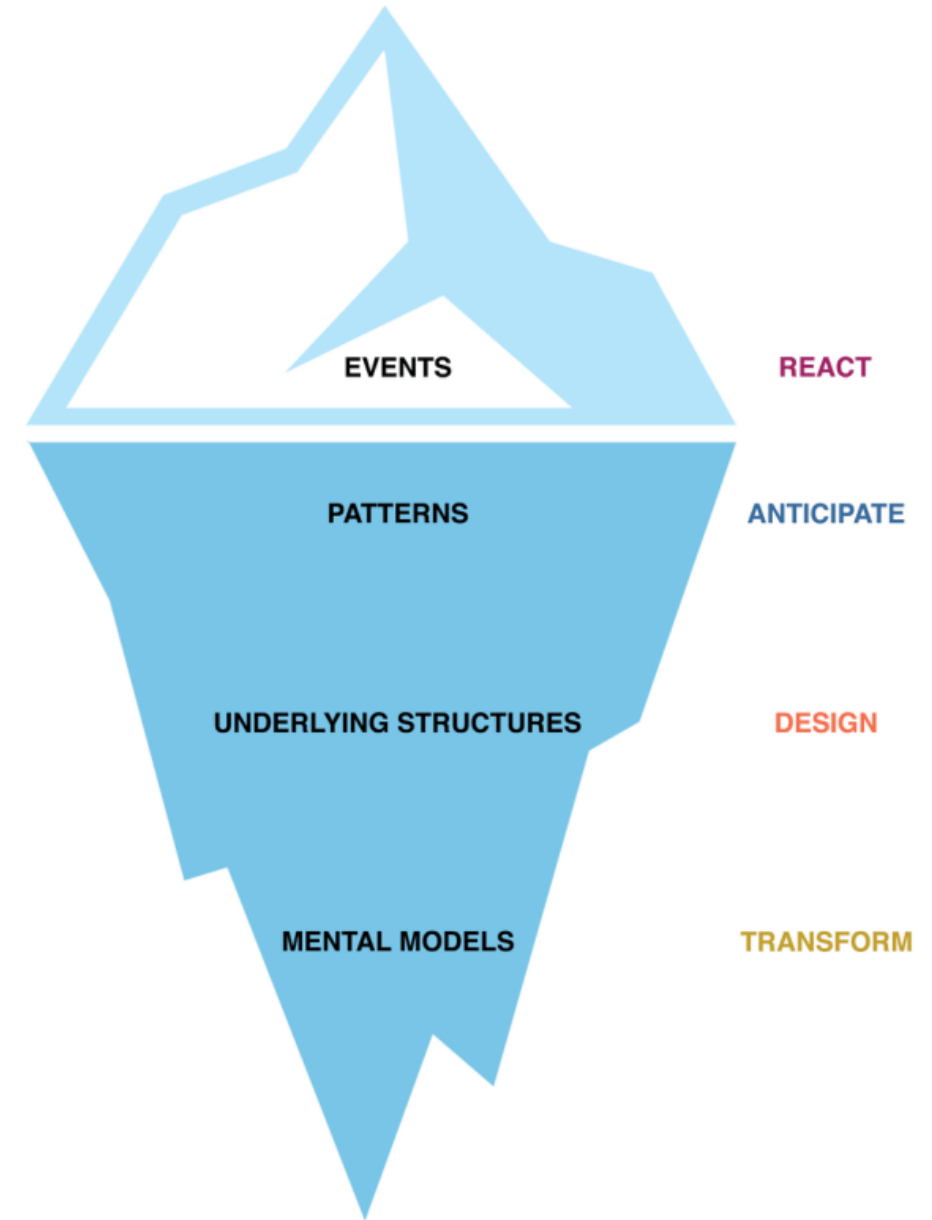 EVENTS REACT
PATTERNS ANTICIPATE
UNDERLYING STRUCTURES DESIGN
MENTAL MODELS TRANSFORM